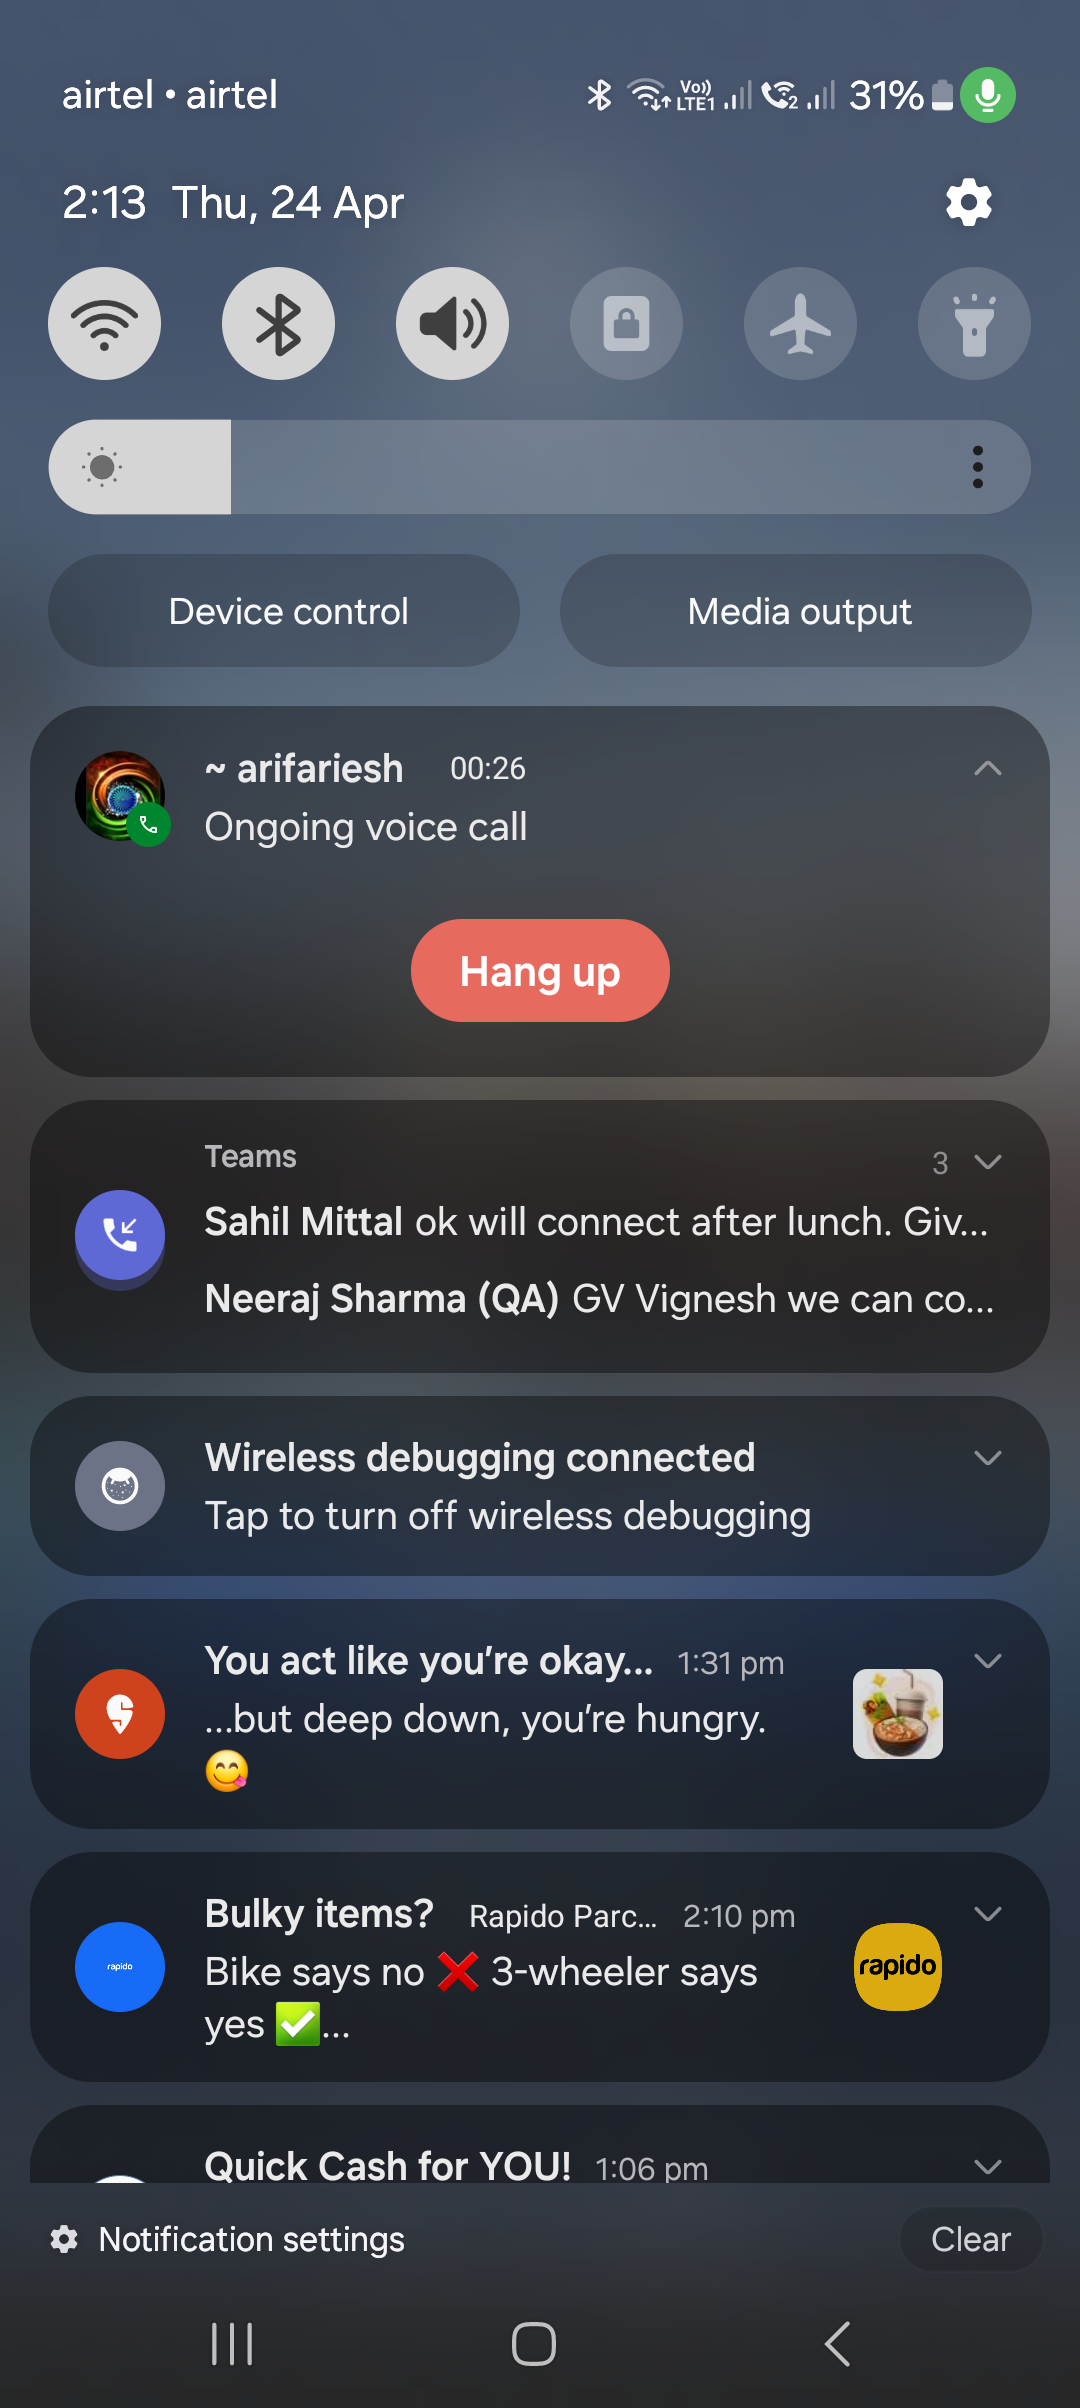 airtel • airtel Vo)) LTE1 2 31%
2:13 Thu, 24 Apr
Device control
Media output
~ arifariesh 00:26
Ongoing voice call
Hang up
Teams 3
Sahil Mittal ok will connect after lunch. Giv...
Neeraj Sharma (QA) GV Vignesh we can co...
Wireless debugging connected
Tap to turn off wireless debugging
You act like you're okay... 1:31 pm
...but deep down, you're hungry.
😋
Bulky items? Rapido Parc... 2:10 pm
rapido
Bike says no ❌ 3-wheeler says
rapido
yes ✅...
Quick Cash for YOU! 1:06 pm
Notification settings
Clear